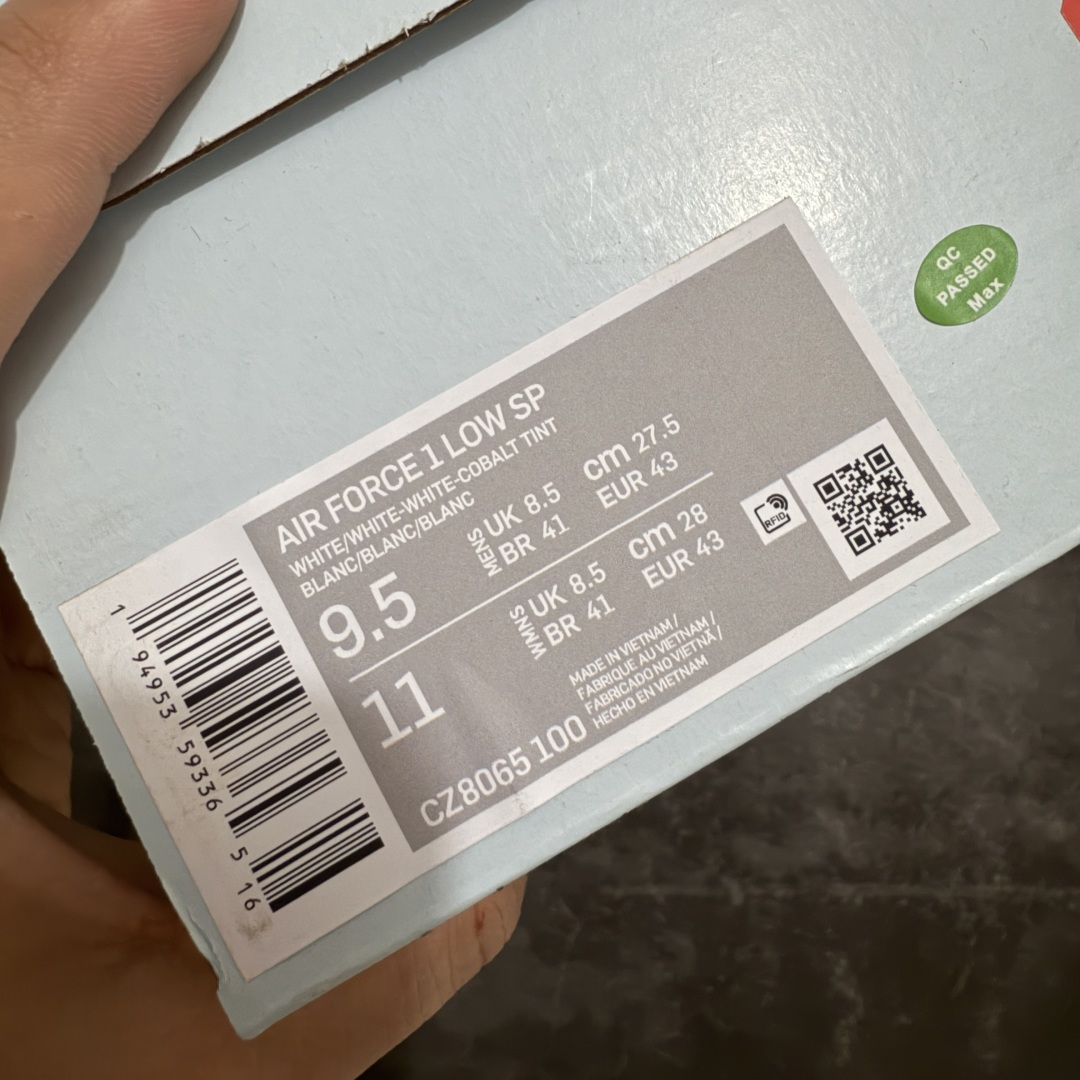 QC
PASSED
Max
AIR FORCE 1 LOW SP
WHITE/WHITE-WHITE-COBALT TINT
BLANC/BLANC/BLANC/BLANC
9.5
MENS
UK 8.5
BR 41
cm 27.5
EUR 43
11
WMNS
UK 8.5
BR 41
cm 28
EUR 43
RFID
CZ8065 100
MADE IN VIETNAM /
FABRIQUE AU VIETNAM /
FABRICADO NO VIETNÃ /
HECHO EN VIETNAM
1 94953 59336 5 16